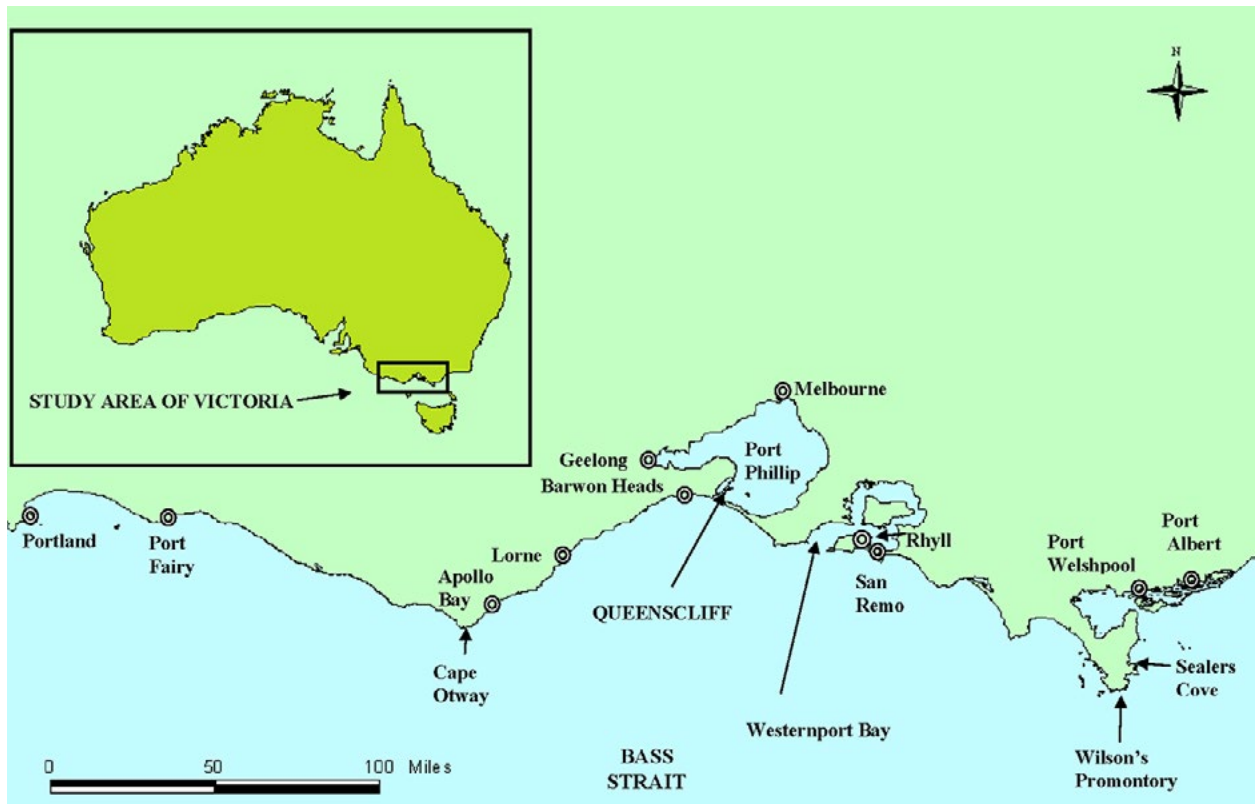 N
STUDY AREA OF VICTORIA
Melbourne
Port
Phillip
Geelong
Barwon Heads
Portland
Port
Fairy
Lorne
Apollo
Bay
QUEENSCLIFF
Rhyll
San
Remo
Port
Welshpool
Port
Albert
Cape
Otway
Sealers
Cove
Westernport Bay
Wilson's
Promontory
BASS
STRAIT
0 50 100 Miles